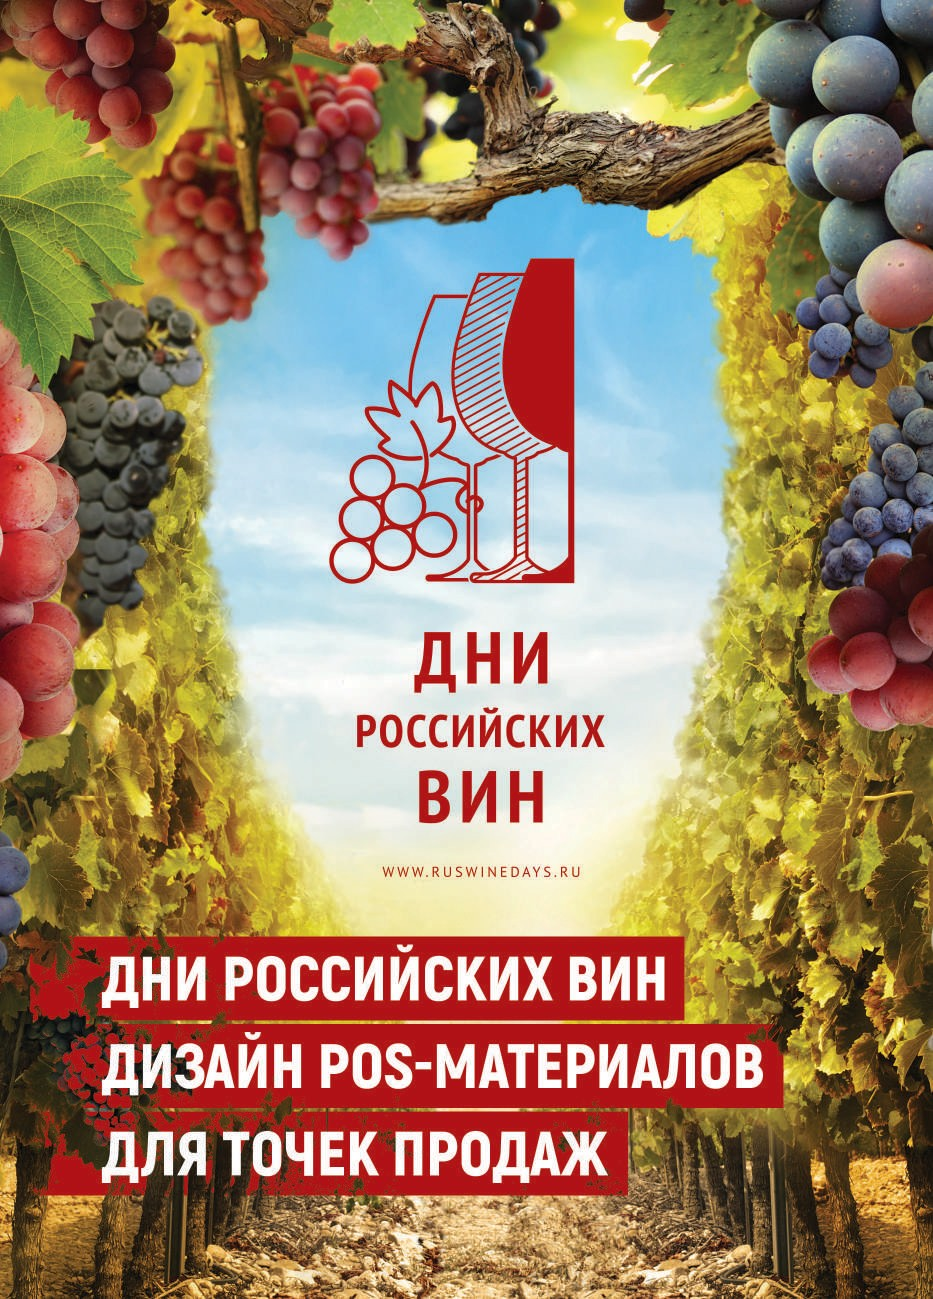 ДНИ
РОССИЙСКИХ
ВИН
WWW.RUSWINEDAYS.RU
ДНИ РОССИЙСКИХ ВИН
ДИЗАЙН POS-МАТЕРИАЛОВ
ДЛЯ ТОЧЕК ПРОДАЖ